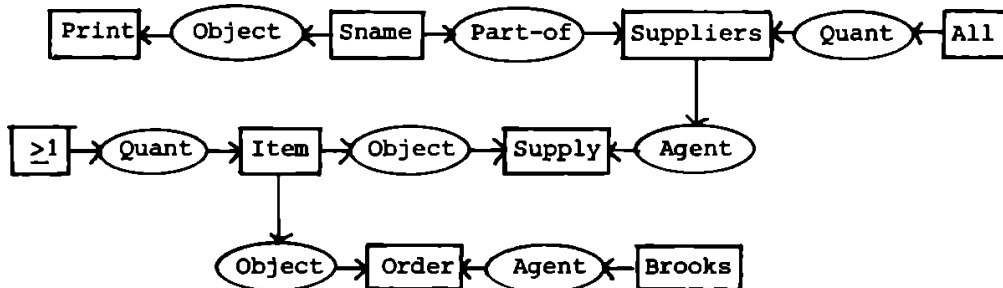 Print Object Sname Part-of Suppliers Quant All
≥1 Quant Item Object Supply Agent
Object Order Agent Brooks